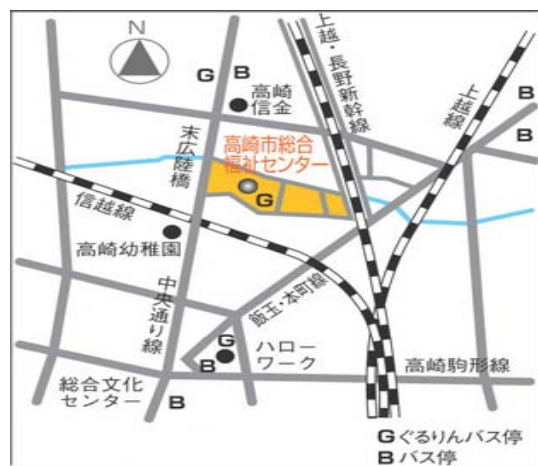 N
G
B
高崎
信金
上越・長野新幹線
上越線
B
B
末広陸橋
高崎市総合
福祉センター
G
信越線
高崎幼稚園
中央通り線
飯玉・本町線
G
B
ハロー
ワーク
高崎駒形線
総合文化
センター
B
Gぐるりんバス停
Bバス停